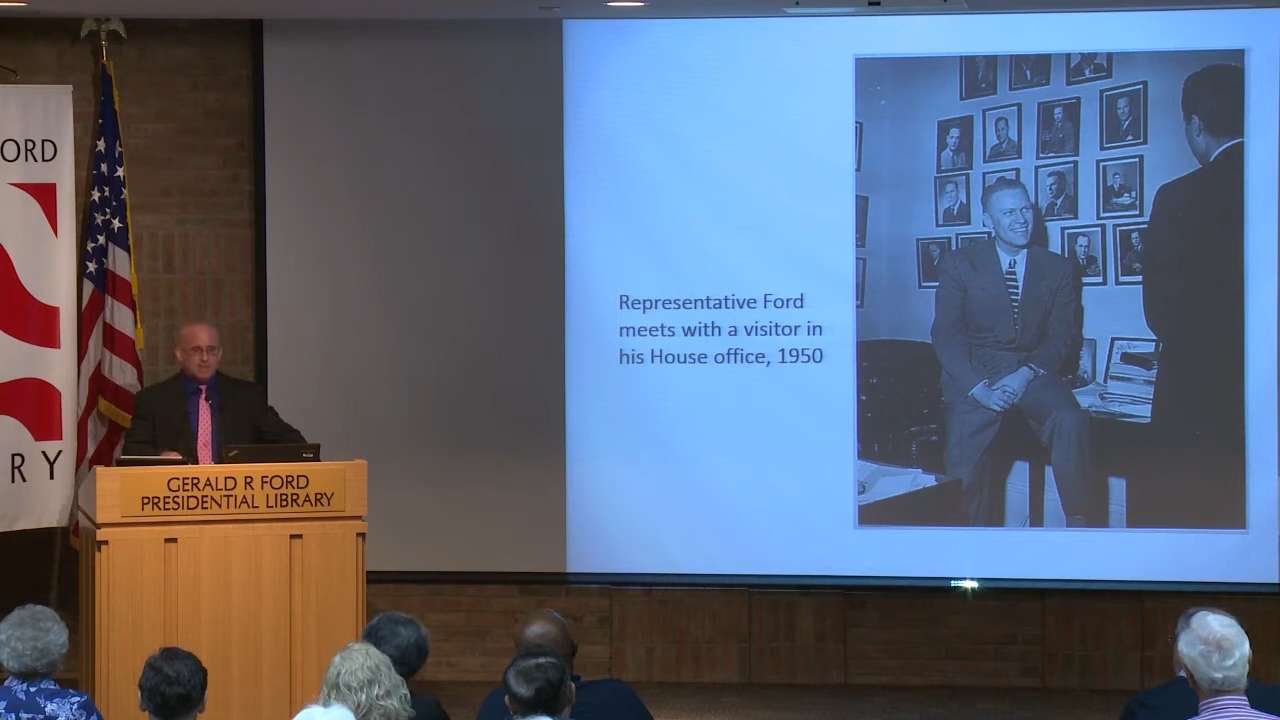 ORD
RY
GERALD R FORD
PRESIDENTIAL LIBRARY
Representative Ford
meets with a visitor in
his House office, 1950